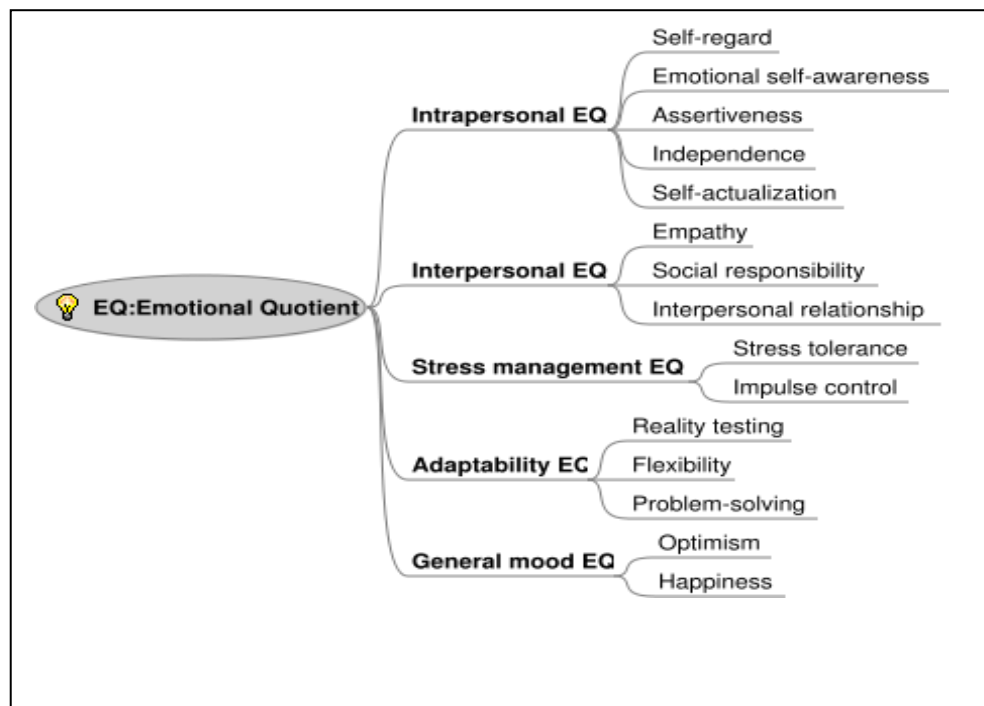 EQ:Emotional Quotient
Intrapersonal EQ
Self-regard
Emotional self-awareness
Assertiveness
Independence
Self-actualization
Interpersonal EQ
Empathy
Social responsibility
Interpersonal relationship
Stress management EQ
Stress tolerance
Impulse control
Adaptability EQ
Reality testing
Flexibility
Problem-solving
General mood EQ
Optimism
Happiness